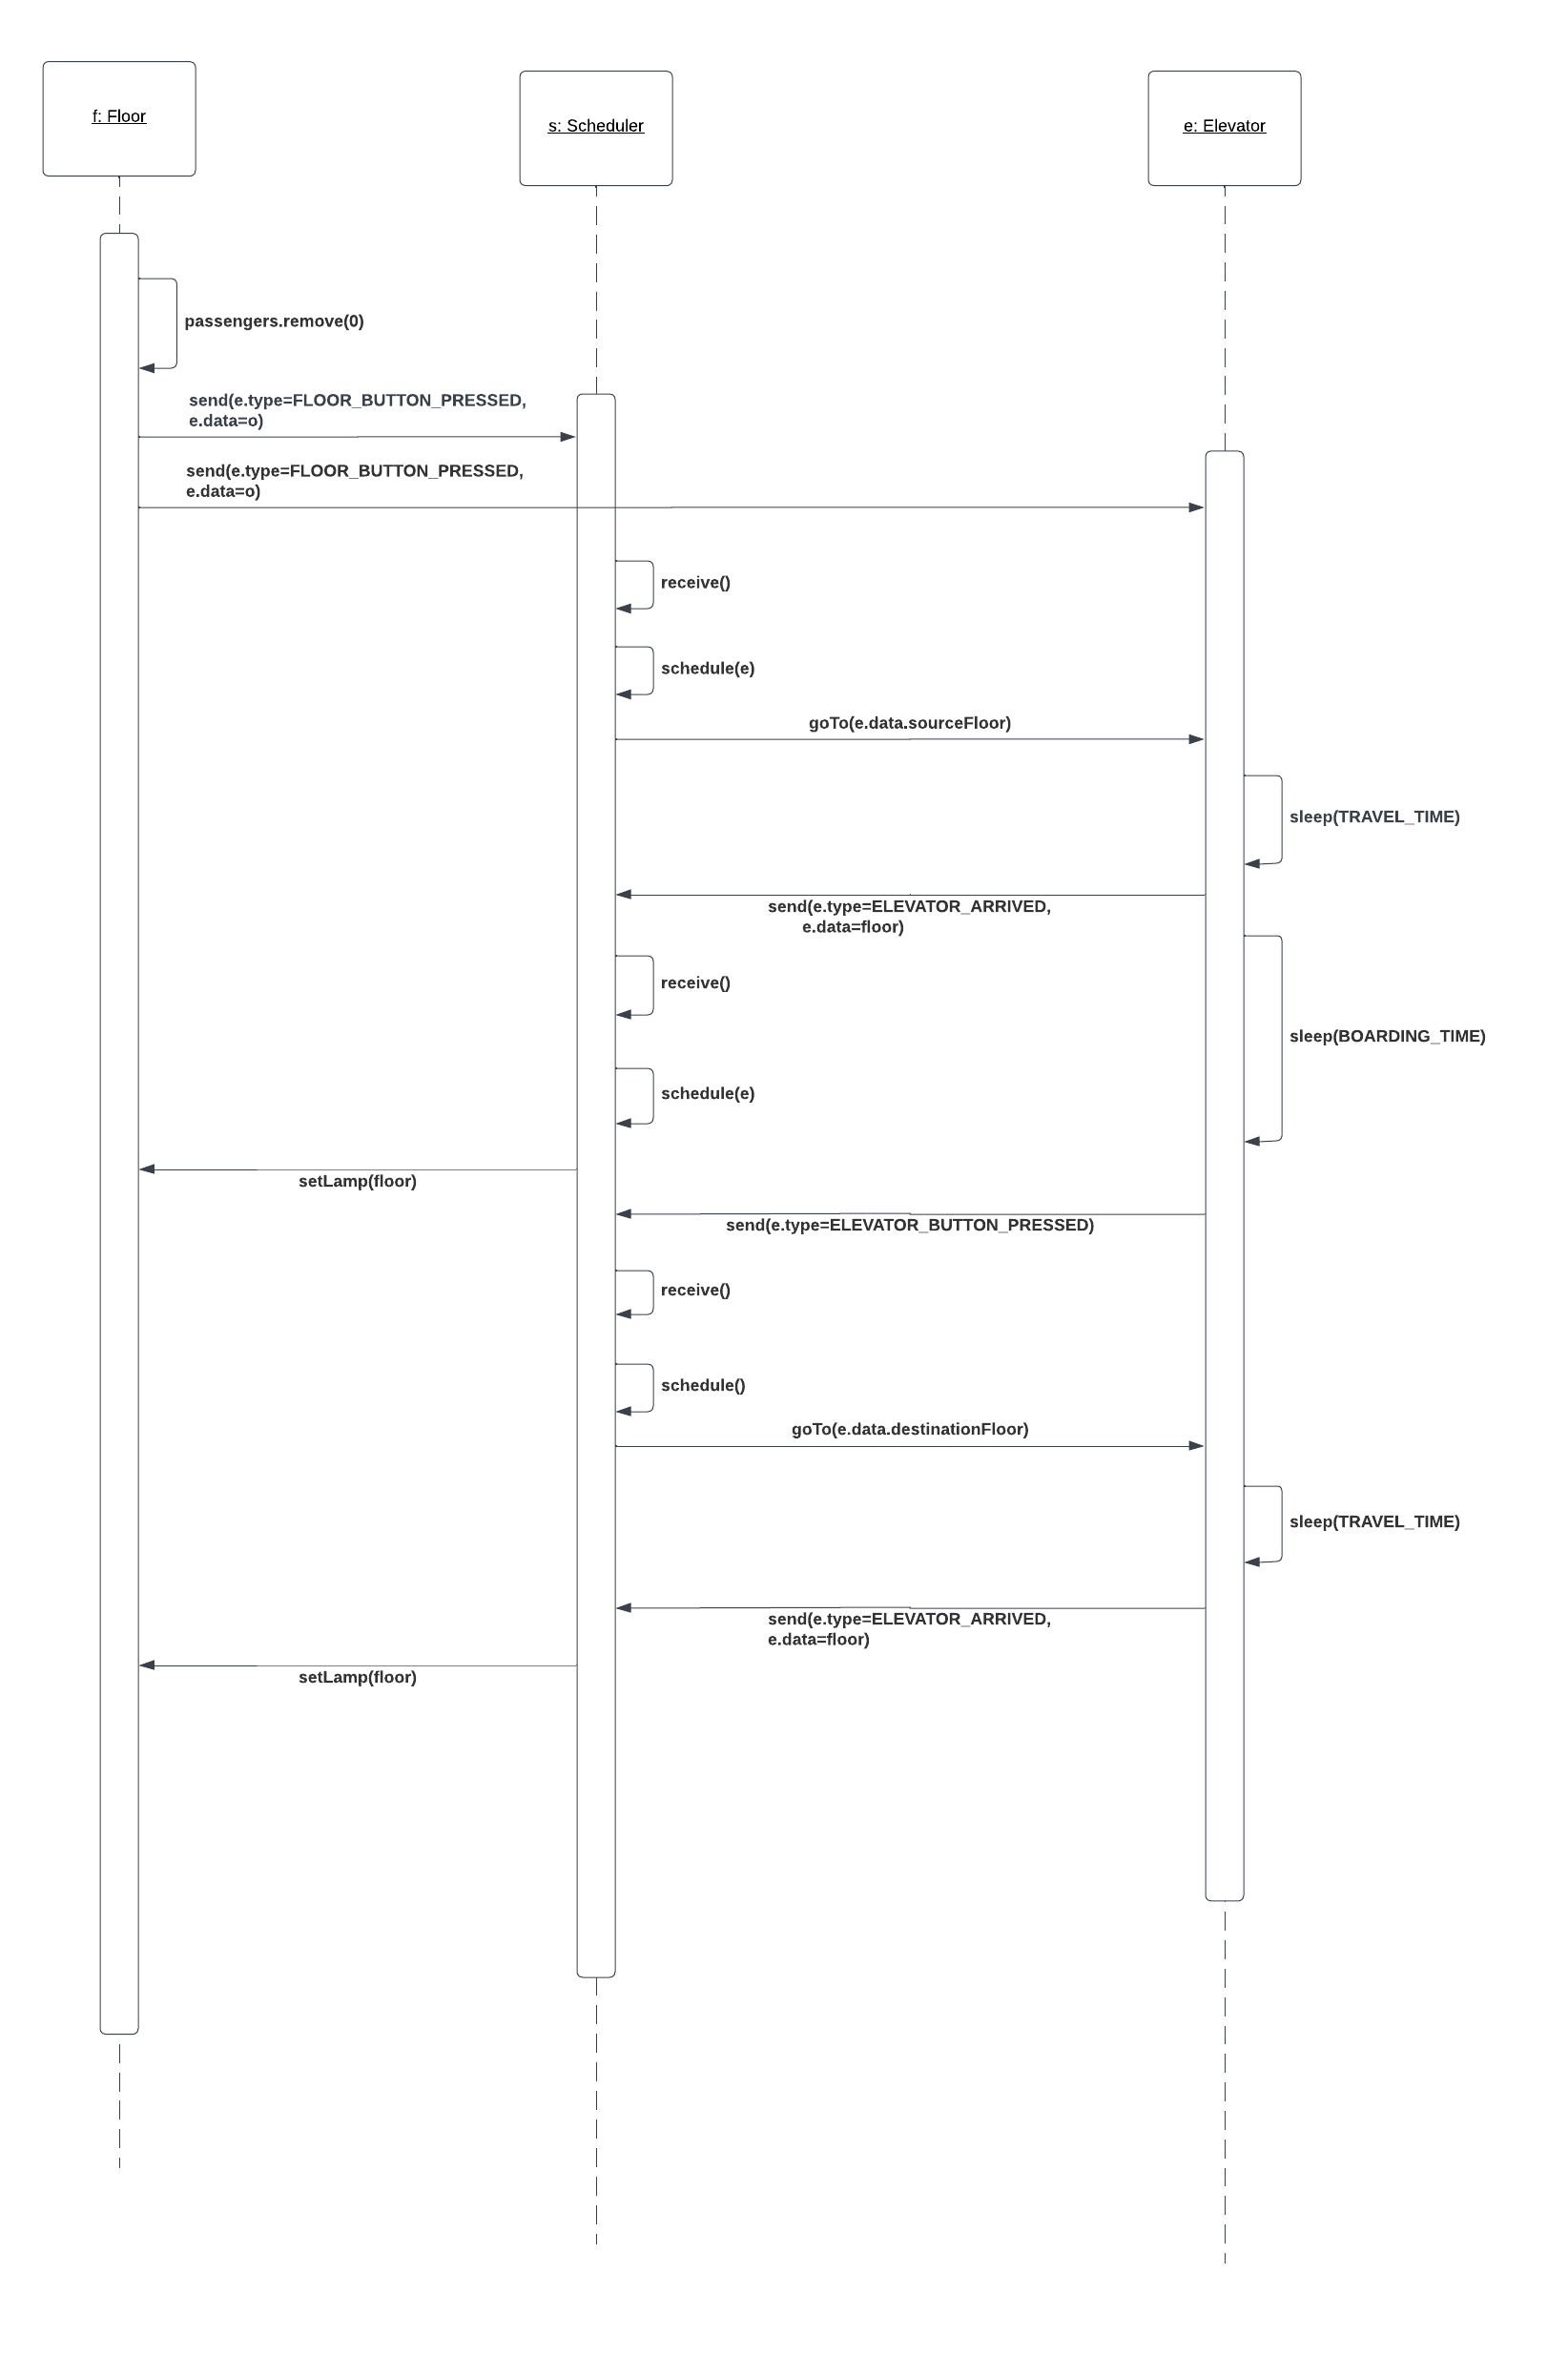 f: Floor
s: Scheduler
e: Elevator
passengers.remove(0)
send(e.type=FLOOR_BUTTON_PRESSED,
e.data=o)
send(e.type=FLOOR_BUTTON_PRESSED,
e.data=o)
receive()
schedule(e)
goTo(e.data.sourceFloor)
sleep(TRAVEL_TIME)
send(e.type=ELEVATOR_ARRIVED,
e.data=floor)
receive()
sleep(BOARDING_TIME)
schedule(e)
setLamp(floor)
send(e.type=ELEVATOR_BUTTON_PRESSED)
receive()
schedule()
goTo(e.data.destinationFloor)
sleep(TRAVEL_TIME)
send(e.type=ELEVATOR_ARRIVED,
e.data=floor)
setLamp(floor)